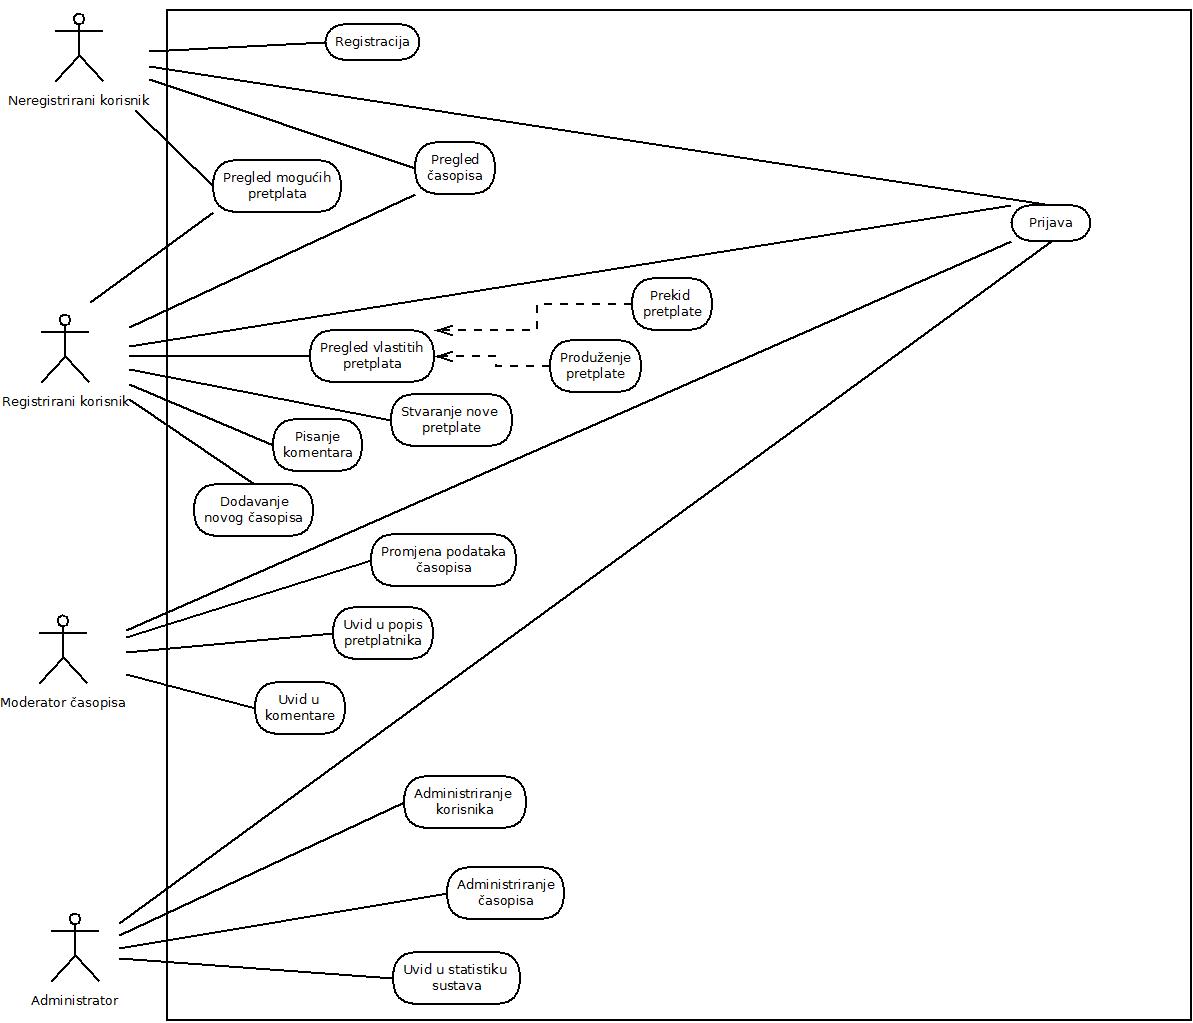 Registracija
Neregistrirani korisnik
Pregled
časopisa
Pregled mogućih
pretplata
Prijava
Prekid
pretplate
Pregled vlastitih
pretplata
Produženje
pretplate
Registrirani korisnik
Stvaranje nove
pretplate
Pisanje
komentara
Dodavanje
novog časopisa
Promjena podataka
časopisa
Uvid u popis
pretplatnika
Moderator časopisa
Uvid u
komentare
Administriranje
korisnika
Administriranje
časopisa
Uvid u statistiku
sustava
Administrator